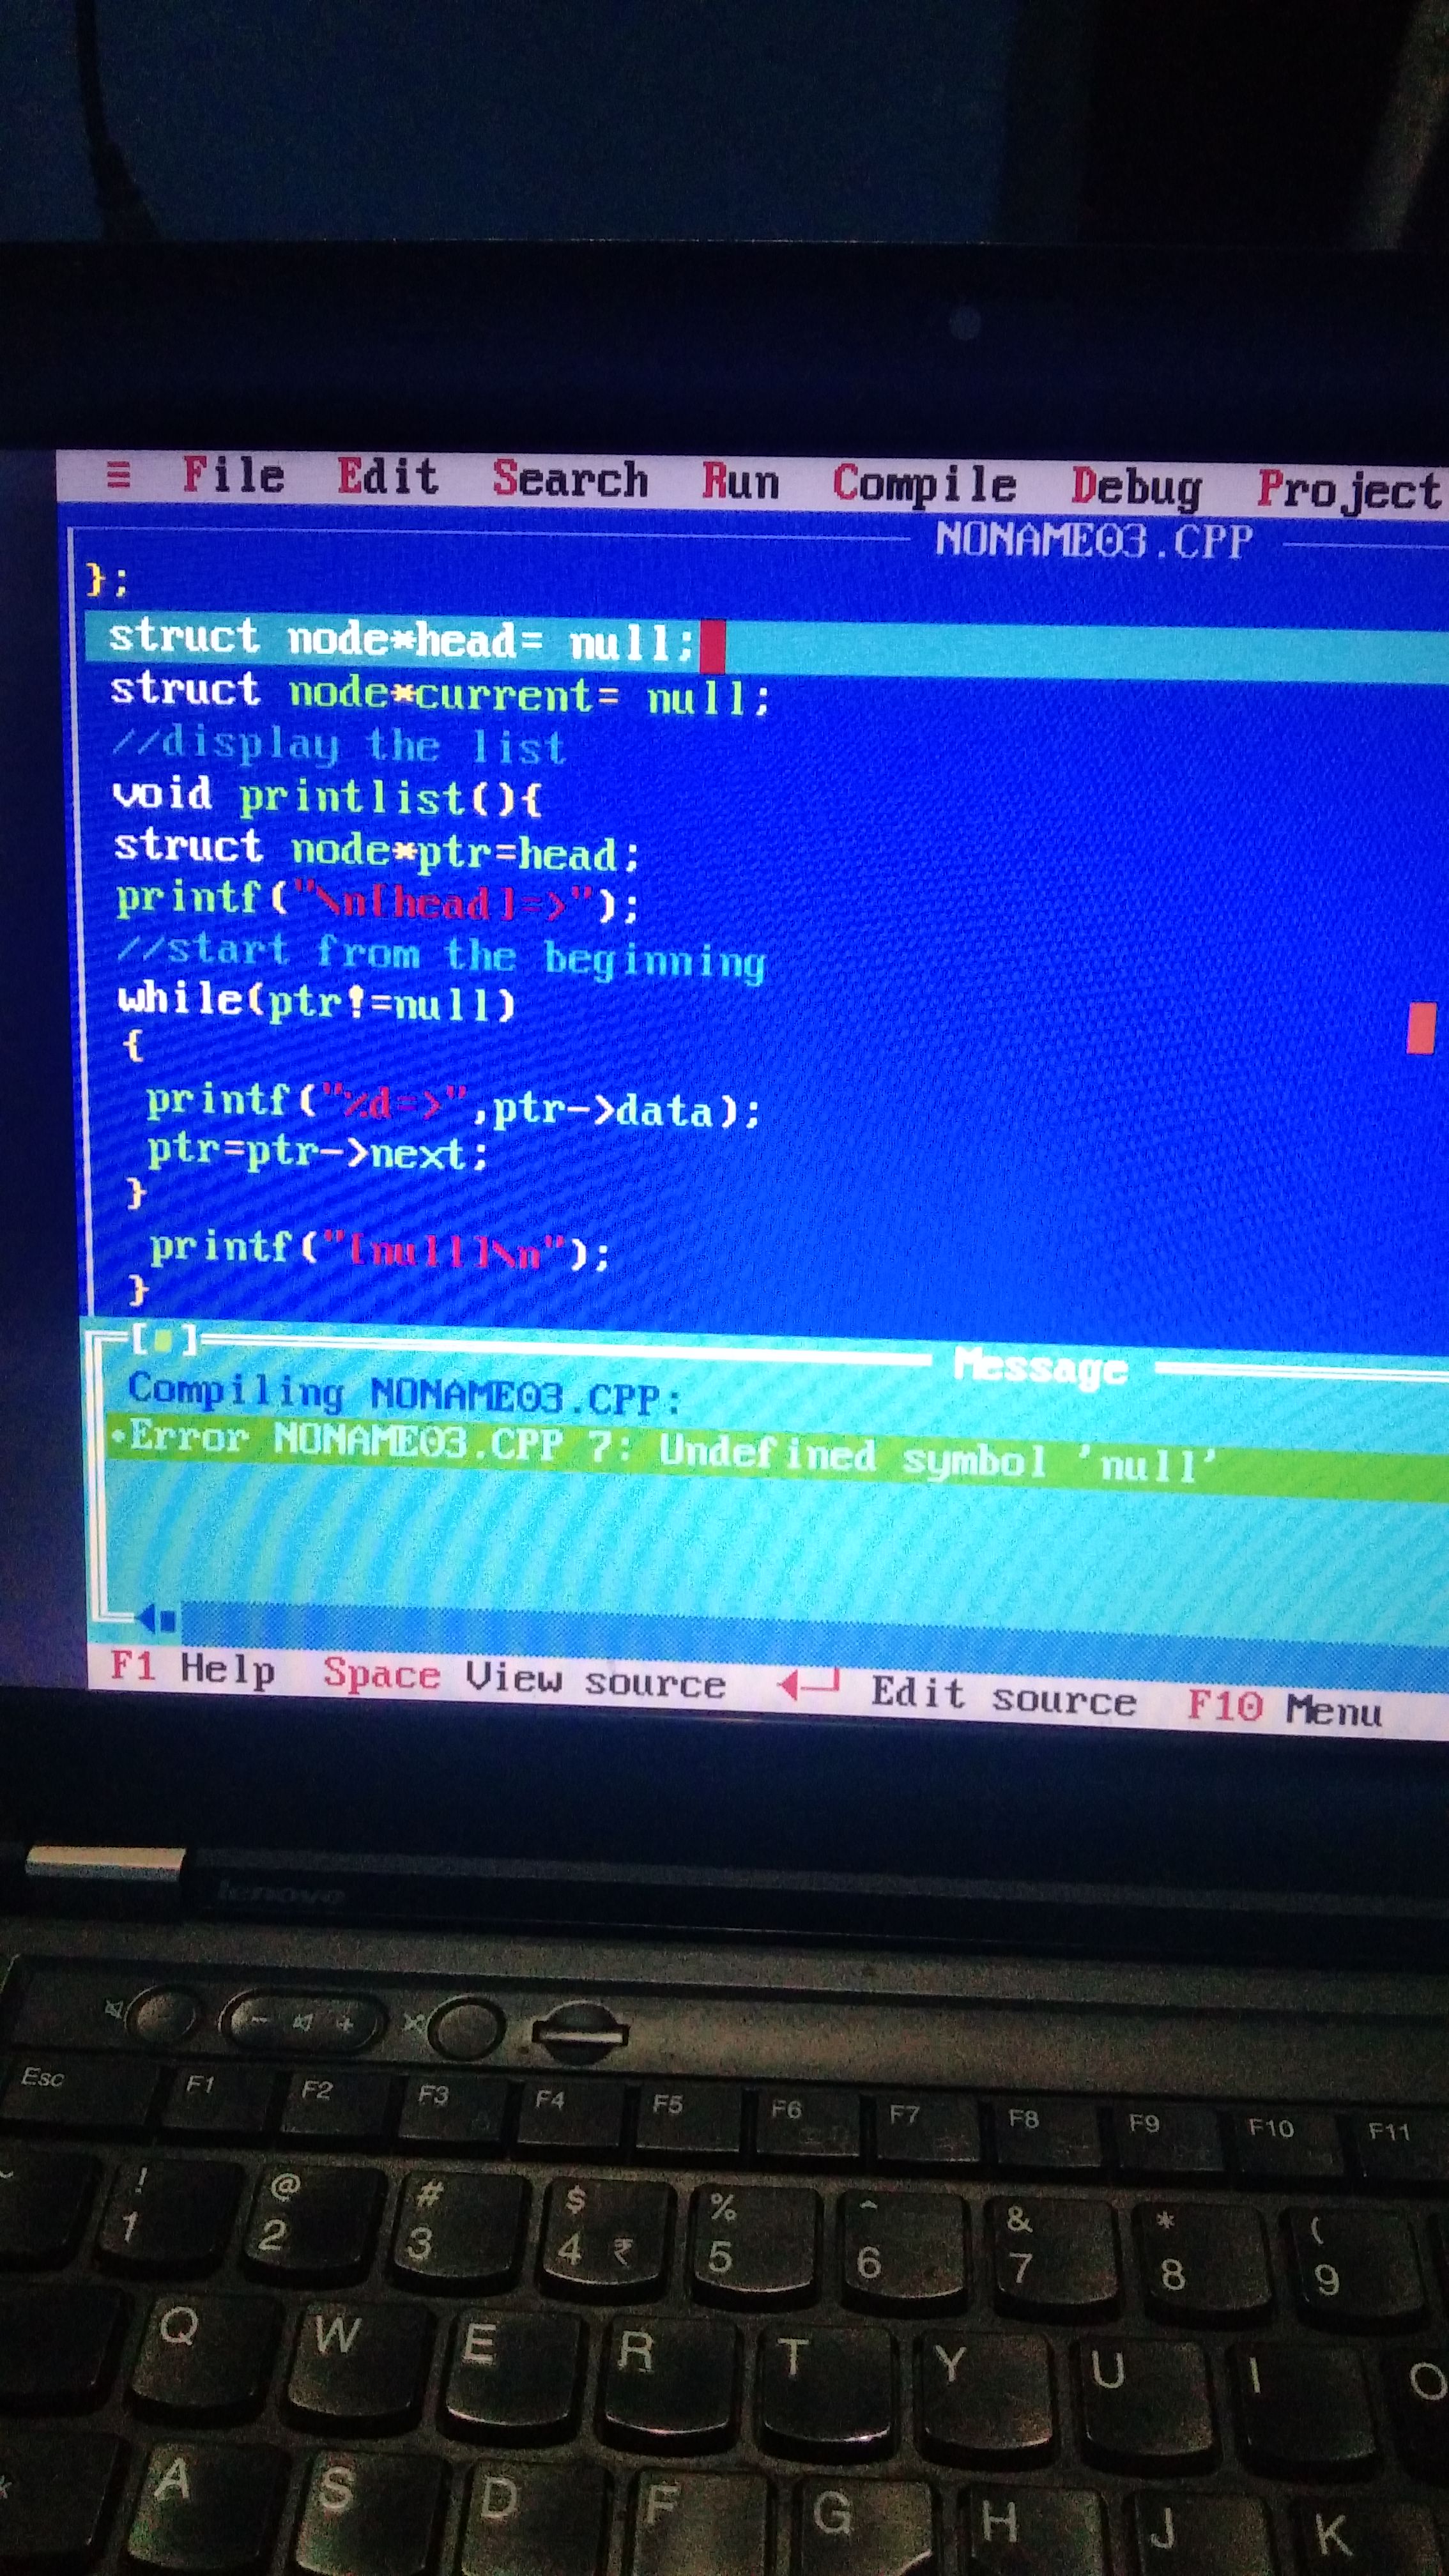 ≡ File Edit Search Run Compile Debug Project
NONAME03.CPP
};
struct node*head= null;
struct node*current= null;
//display the list
void printlist(){
struct node*ptr=head;
printf("\n[head]=>");
//start from the beginning
while(ptr!=null)
{
printf("%d=>",ptr->data);
ptr=ptr->next;
}
printf("[null]\n");
}
Message
Compiling NONAME03.CPP:
•Error NONAME03.CPP 7: Undefined symbol 'null'
F1 Help Space View source ◄┘ Edit source F10 Menu
lenovo
- +
Esc F1 F2 F3 F4 F5 F6 F7 F8 F9 F10 F11
! @ # $ % ^ & * (
1 2 3 4 ₹ 5 6 7 8 9
Q W E R T Y U I O
A S D F G H J K